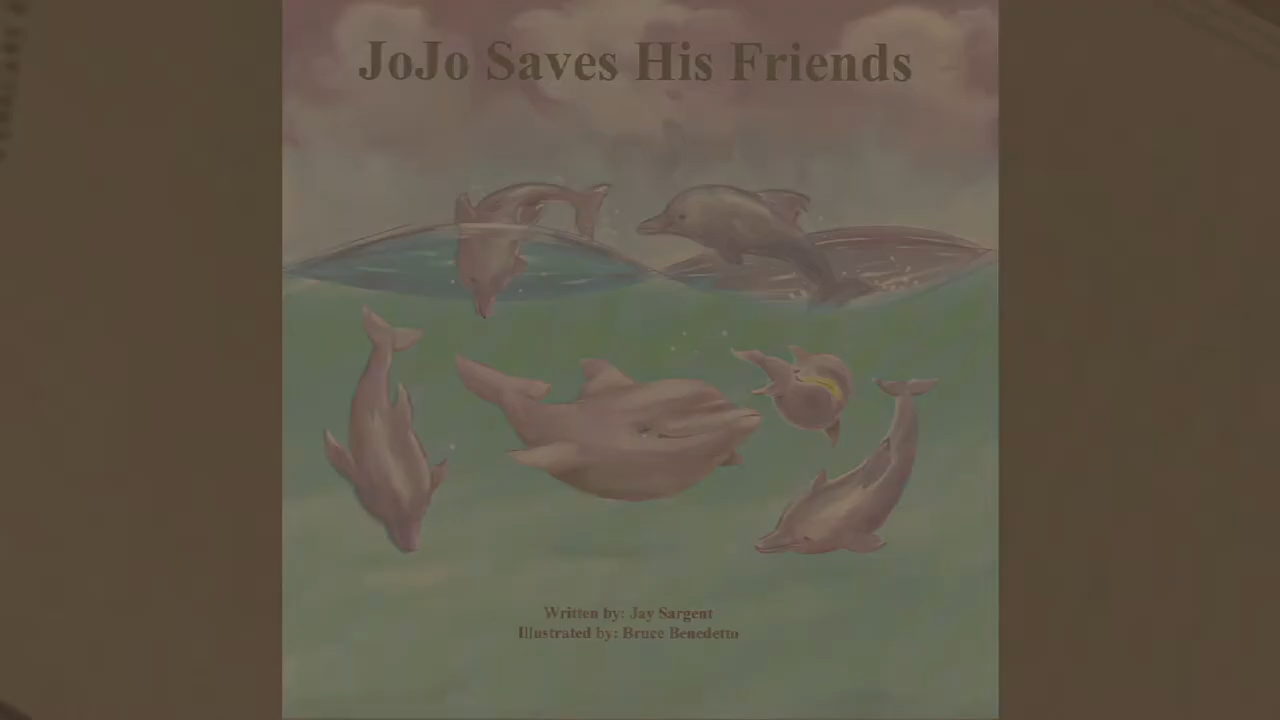 JoJo Saves His Friends
Written by: Jay Sargent
Illustrated by: Bruce Benedetto